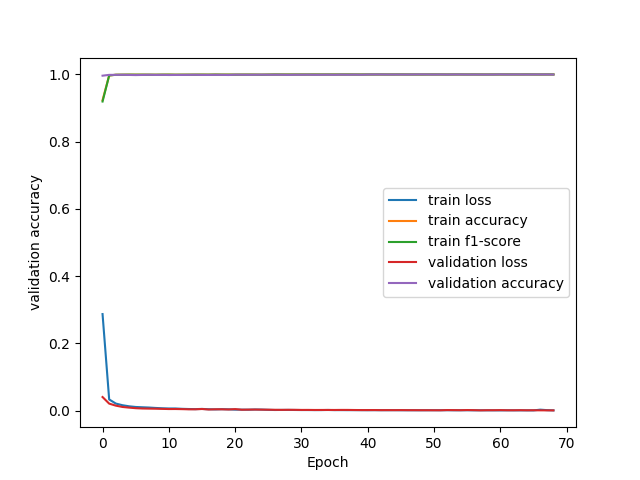 1.0
0.8
0.6
0.4
0.2
0.0
validation accuracy
train loss
train accuracy
train f1-score
validation loss
validation accuracy
0 10 20 30 40 50 60 70
Epoch